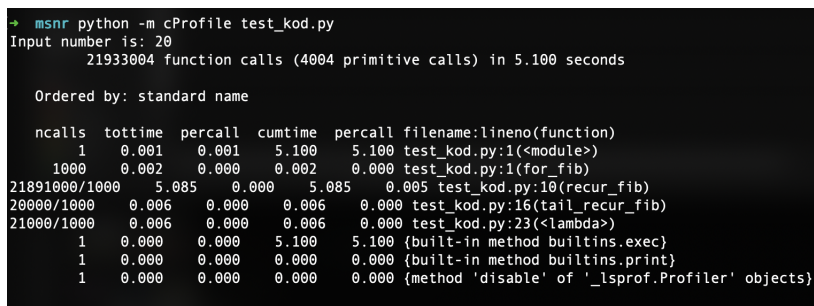 → msnr python -m cProfile test_kod.py
Input number is: 20
         21933004 function calls (4004 primitive calls) in 5.100 seconds

   Ordered by: standard name

   ncalls  tottime  percall  cumtime  percall filename:lineno(function)
        1    0.001    0.001    5.100    5.100 test_kod.py:1(<module>)
     1000    0.002    0.000    0.002    0.000 test_kod.py:1(for_fib)
21891000/1000    5.085    0.000    5.085    0.005 test_kod.py:10(recur_fib)
20000/1000    0.006    0.000    0.006    0.000 test_kod.py:16(tail_recur_fib)
21000/1000    0.006    0.000    0.006    0.000 test_kod.py:23(<lambda>)
        1    0.000    0.000    5.100    5.100 {built-in method builtins.exec}
        1    0.000    0.000    0.000    0.000 {built-in method builtins.print}
        1    0.000    0.000    0.000    0.000 {method 'disable' of '_lsprof.Profiler' objects}